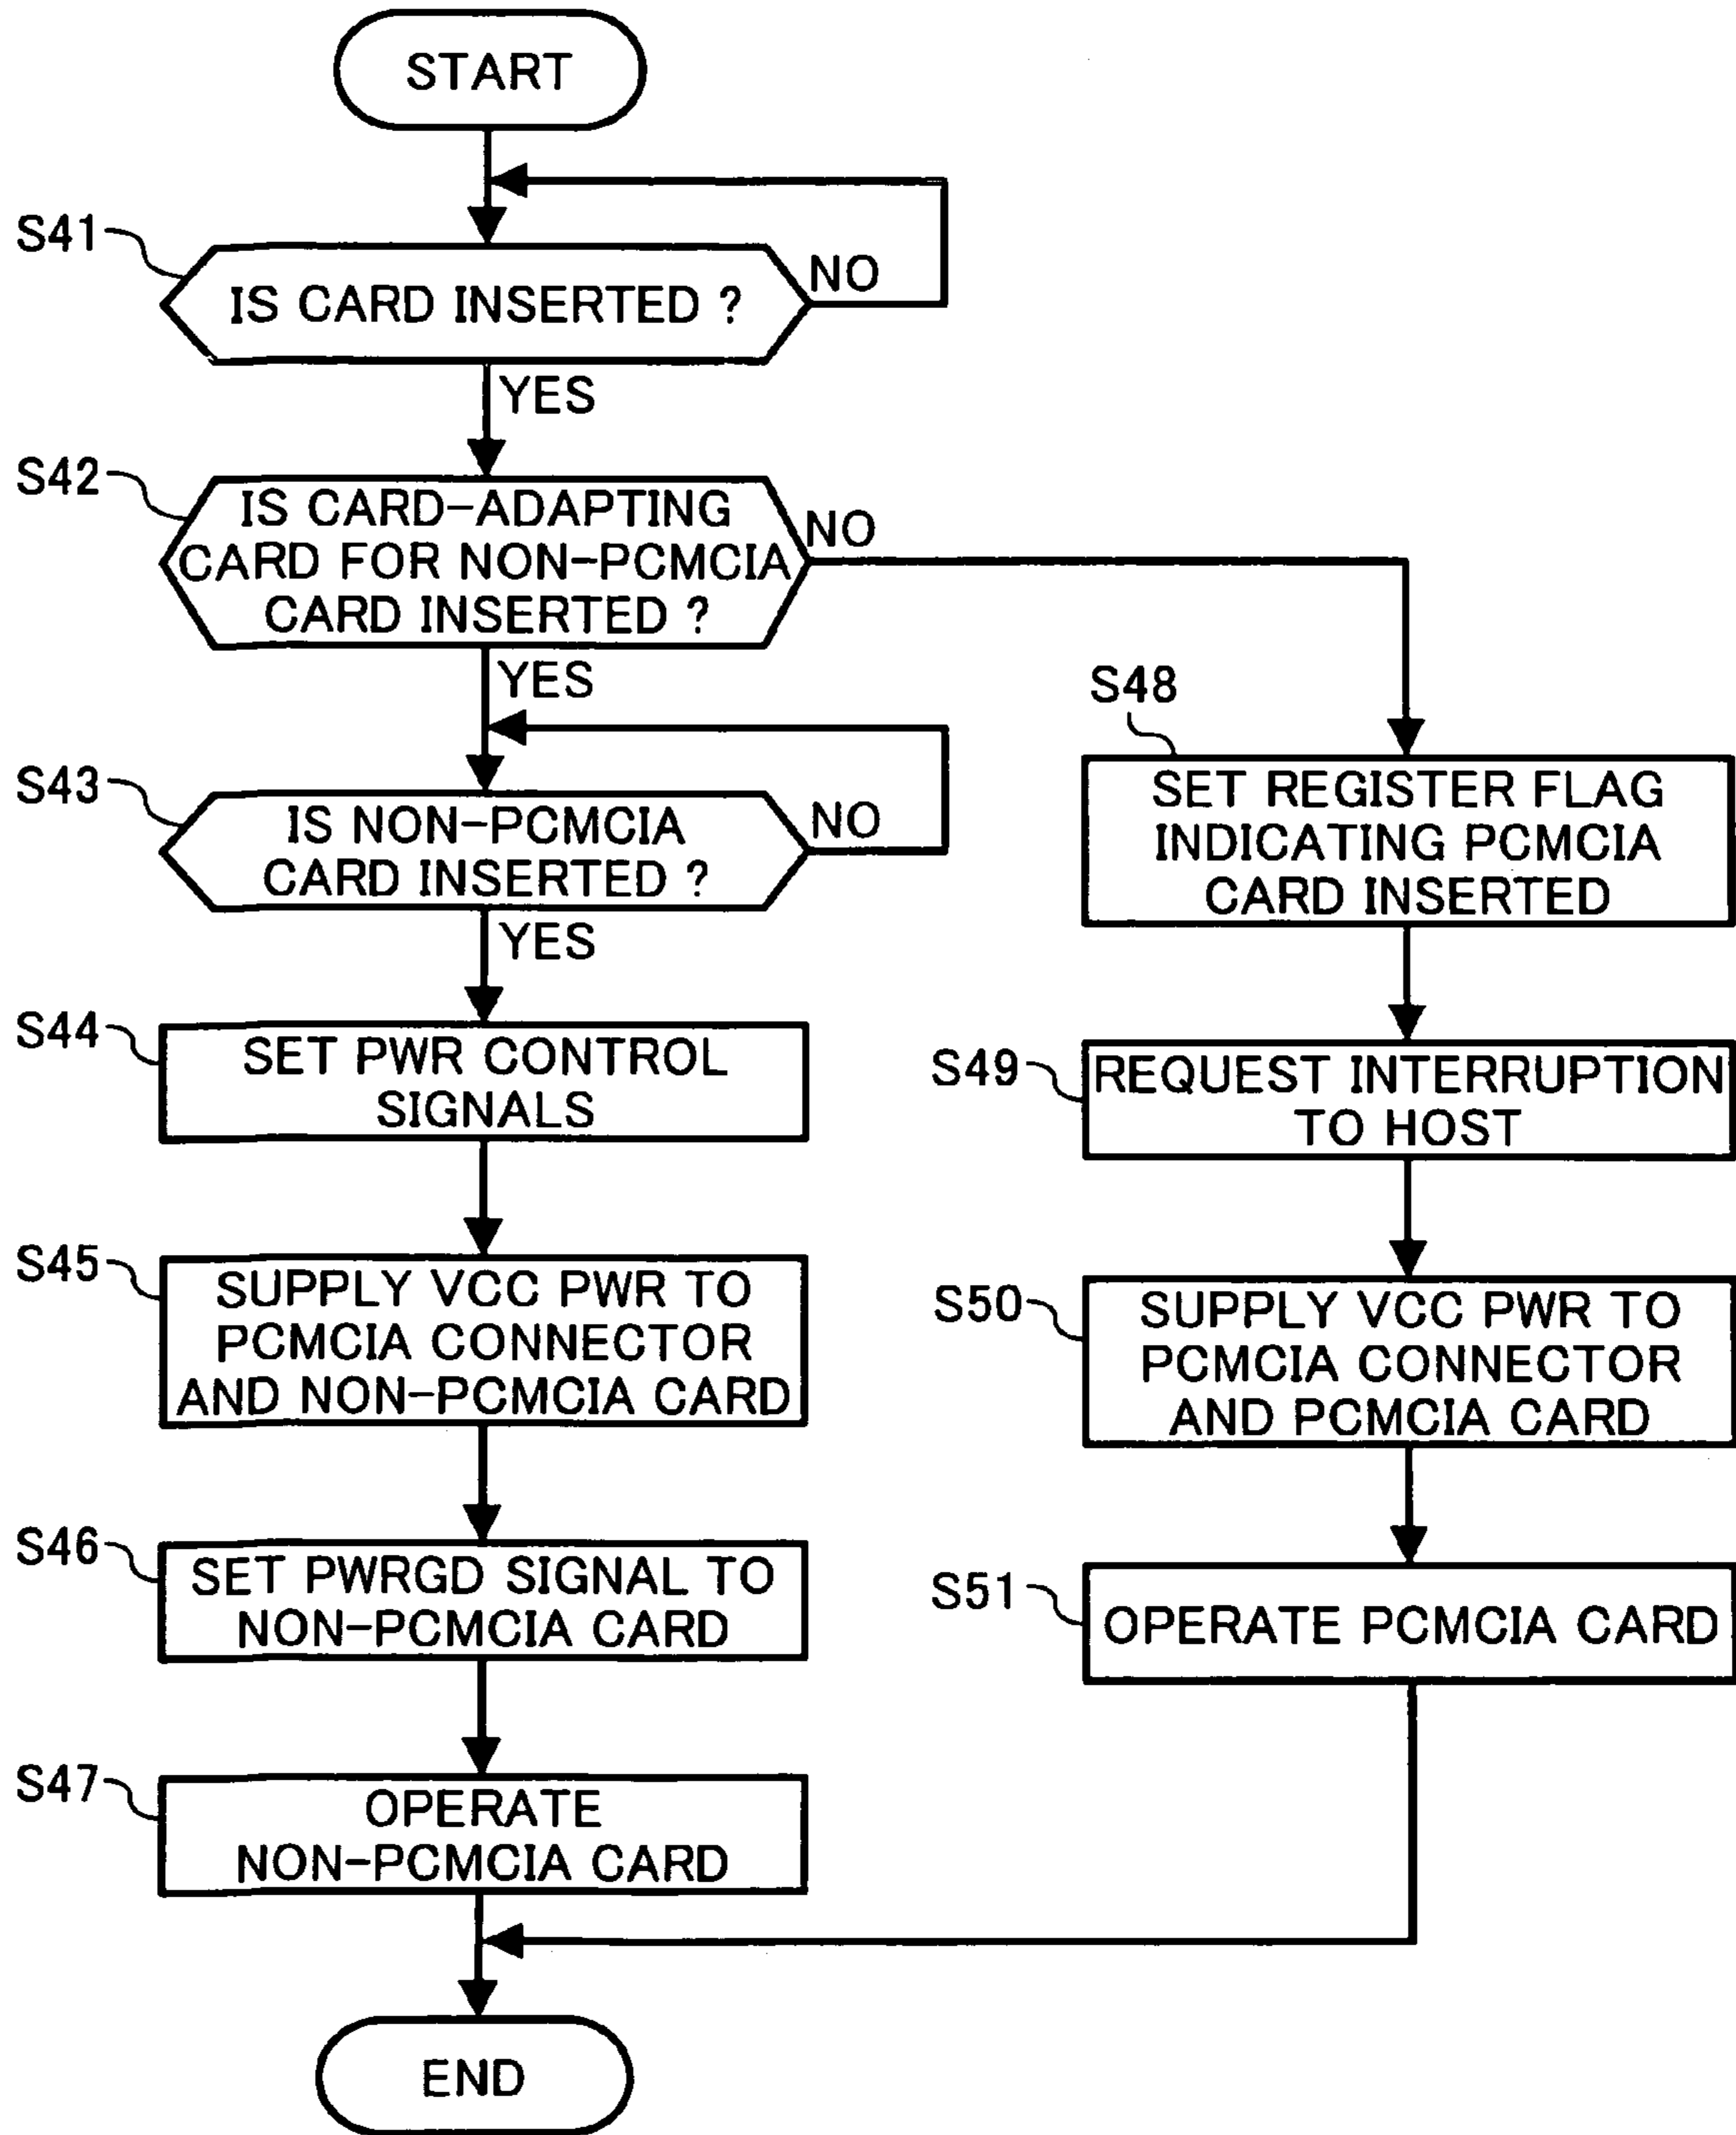 START
S41
IS CARD INSERTED ?
NO
YES
S42
IS CARD-ADAPTING
CARD FOR NON-PCMCIA
CARD INSERTED ?
NO
YES
S43
IS NON-PCMCIA
CARD INSERTED ?
NO
YES
S44
SET PWR CONTROL
SIGNALS
S45
SUPPLY VCC PWR TO
PCMCIA CONNECTOR
AND NON-PCMCIA CARD
S46
SET PWRGD SIGNAL TO
NON-PCMCIA CARD
S47
OPERATE
NON-PCMCIA CARD
S48
SET REGISTER FLAG
INDICATING PCMCIA
CARD INSERTED
S49
REQUEST INTERRUPTION
TO HOST
S50
SUPPLY VCC PWR TO
PCMCIA CONNECTOR
AND PCMCIA CARD
S51
OPERATE PCMCIA CARD
END